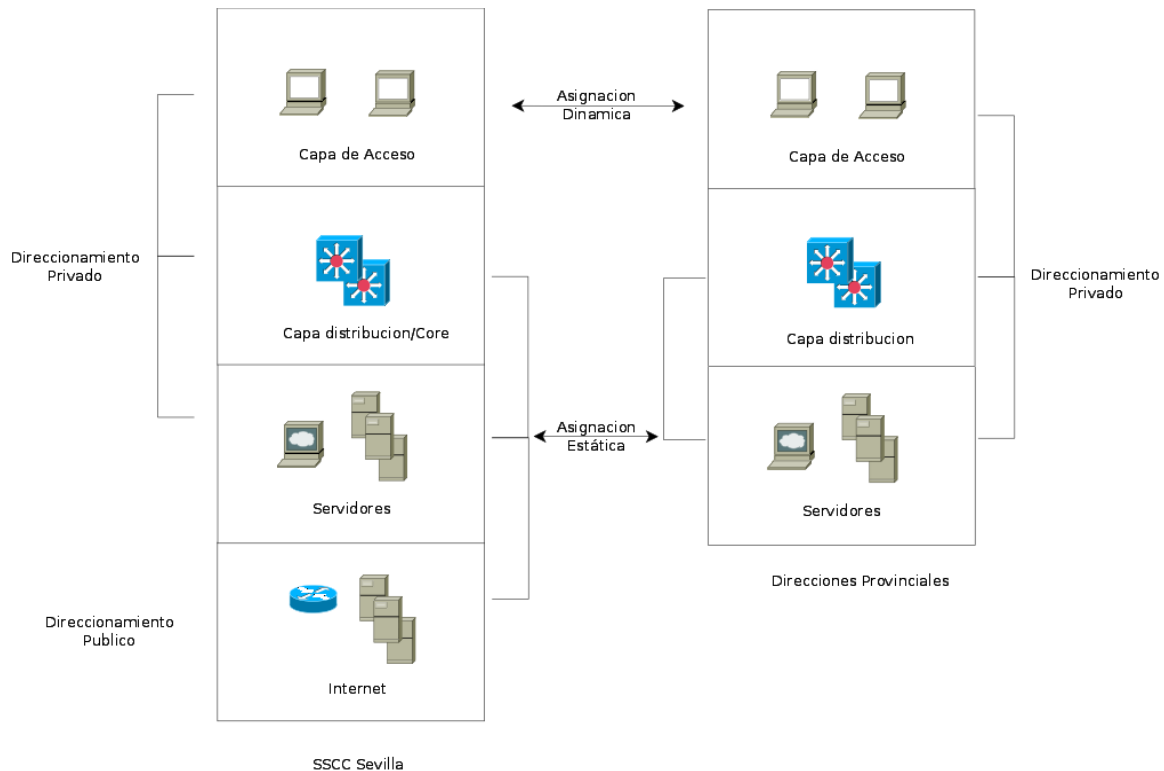 Capa de Acceso
Asignacion
Dinamica
Capa de Acceso
Direccionamiento
Privado
Capa distribucion/Core
Capa distribucion
Direccionamiento
Privado
Asignacion
Estática
Servidores
Servidores
Direcciones Provinciales
Direccionamiento
Publico
Internet
SSCC Sevilla